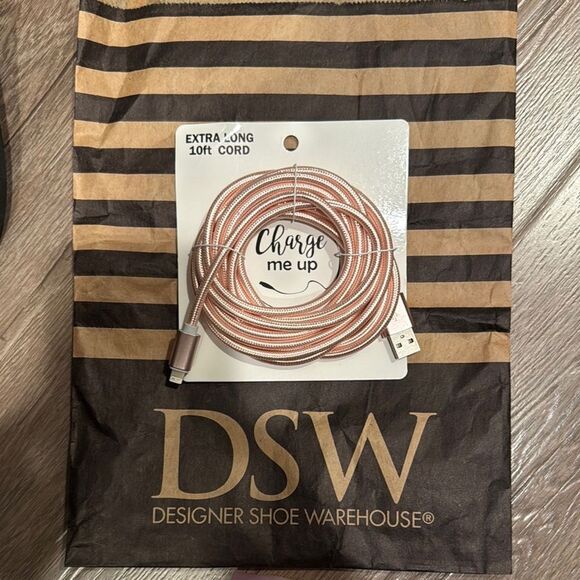 EXTRA LONG
10ft CORD
Charge
me up
DSW
DESIGNER SHOE WAREHOUSE®